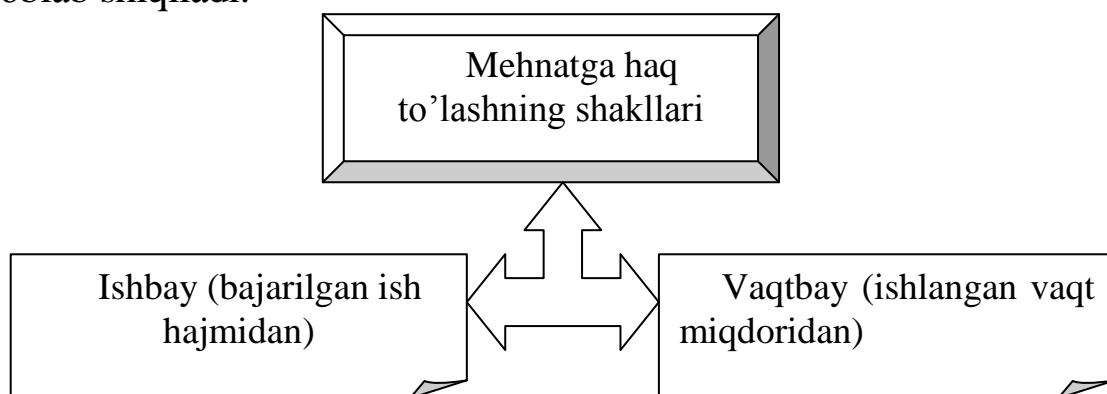 Mehnatga haq
to’lashning shakllari
Ishbay (bajarilgan ish
hajmidan)
Vaqtbay (ishlangan vaqt
miqdoridan)